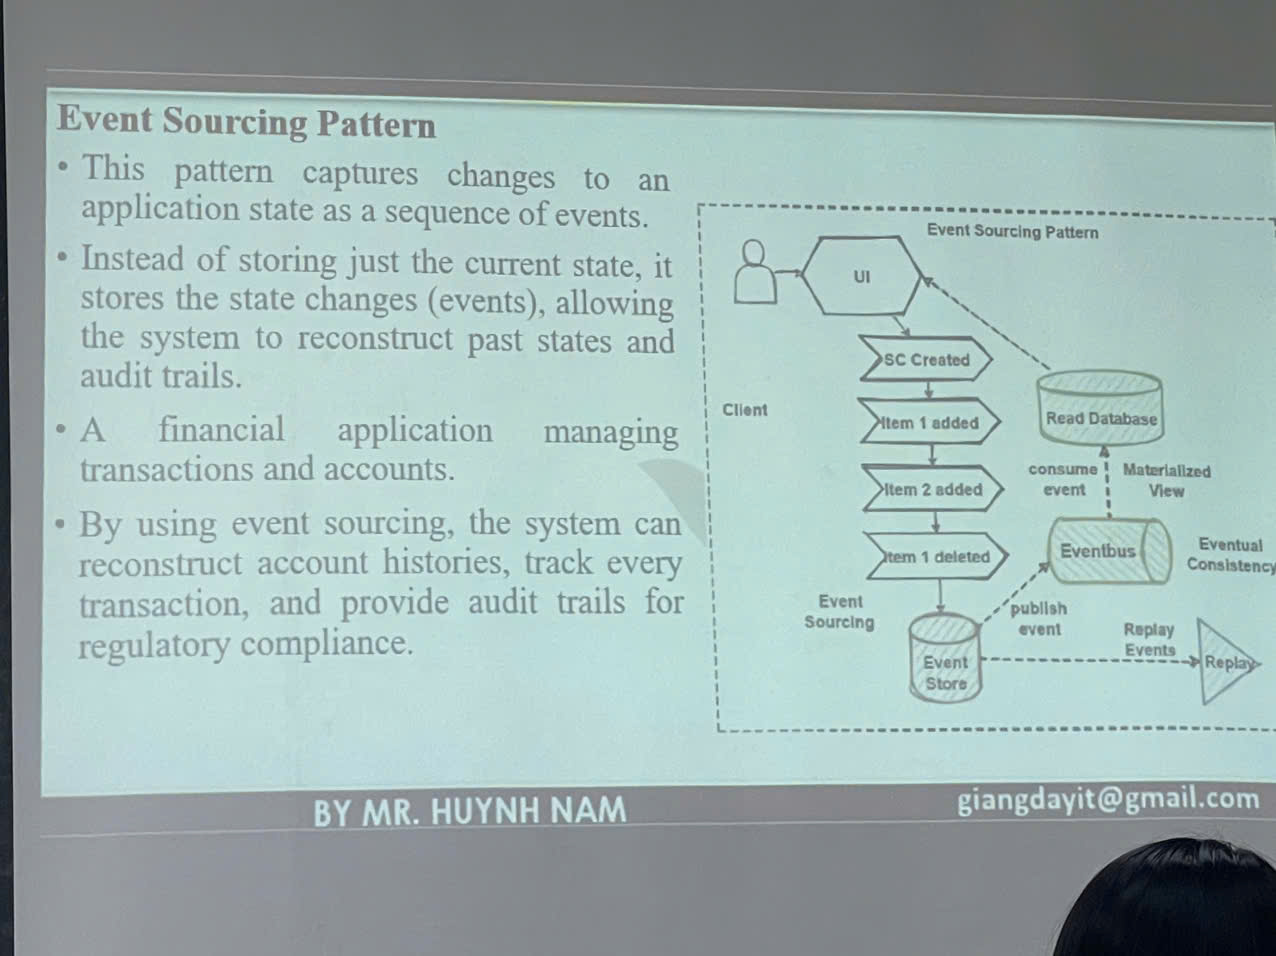 Event Sourcing Pattern
• This pattern captures changes to an
application state as a sequence of events.
• Instead of storing just the current state, it
stores the state changes (events), allowing
the system to reconstruct past states and
audit trails.
• A financial application managing
transactions and accounts.
• By using event sourcing, the system can
reconstruct account histories, track every
transaction, and provide audit trails for
regulatory compliance.
Event Sourcing Pattern
UI
SC Created
Client
Item 1 added
Read Database
Item 2 added
consume
event
Materialized
View
Item 1 deleted
Eventbus
Eventual
Consistency
Event
Sourcing
publish
event
Replay
Events
Event
Store
Replay
BY MR. HUYNH NAM
giangdayit@gmail.com